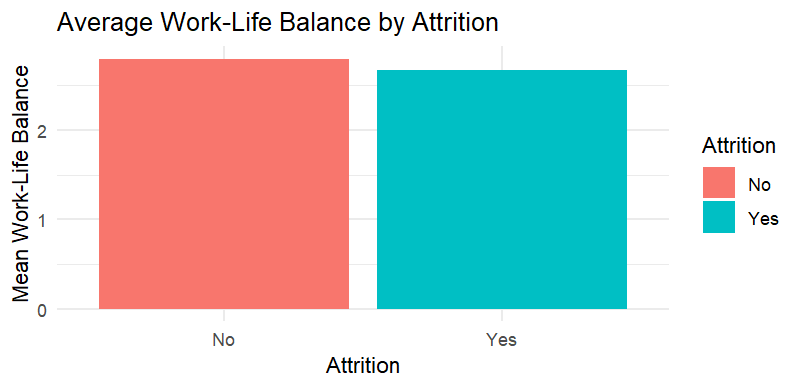 Average Work-Life Balance by Attrition
Mean Work-Life Balance
2
1
0
No
Yes
Attrition
Attrition
No
Yes